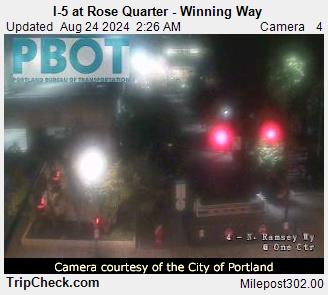 I-5 at Rose Quarter - Winning Way
Updated Aug 24 2024 2:26 AM Camera 4
PBOT
PORTLAND BUREAU OF TRANSPORTATION
4 - N. Ramsey Wy
@ One Ctr
Camera courtesy of the City of Portland
TripCheck.com Milepost302.00